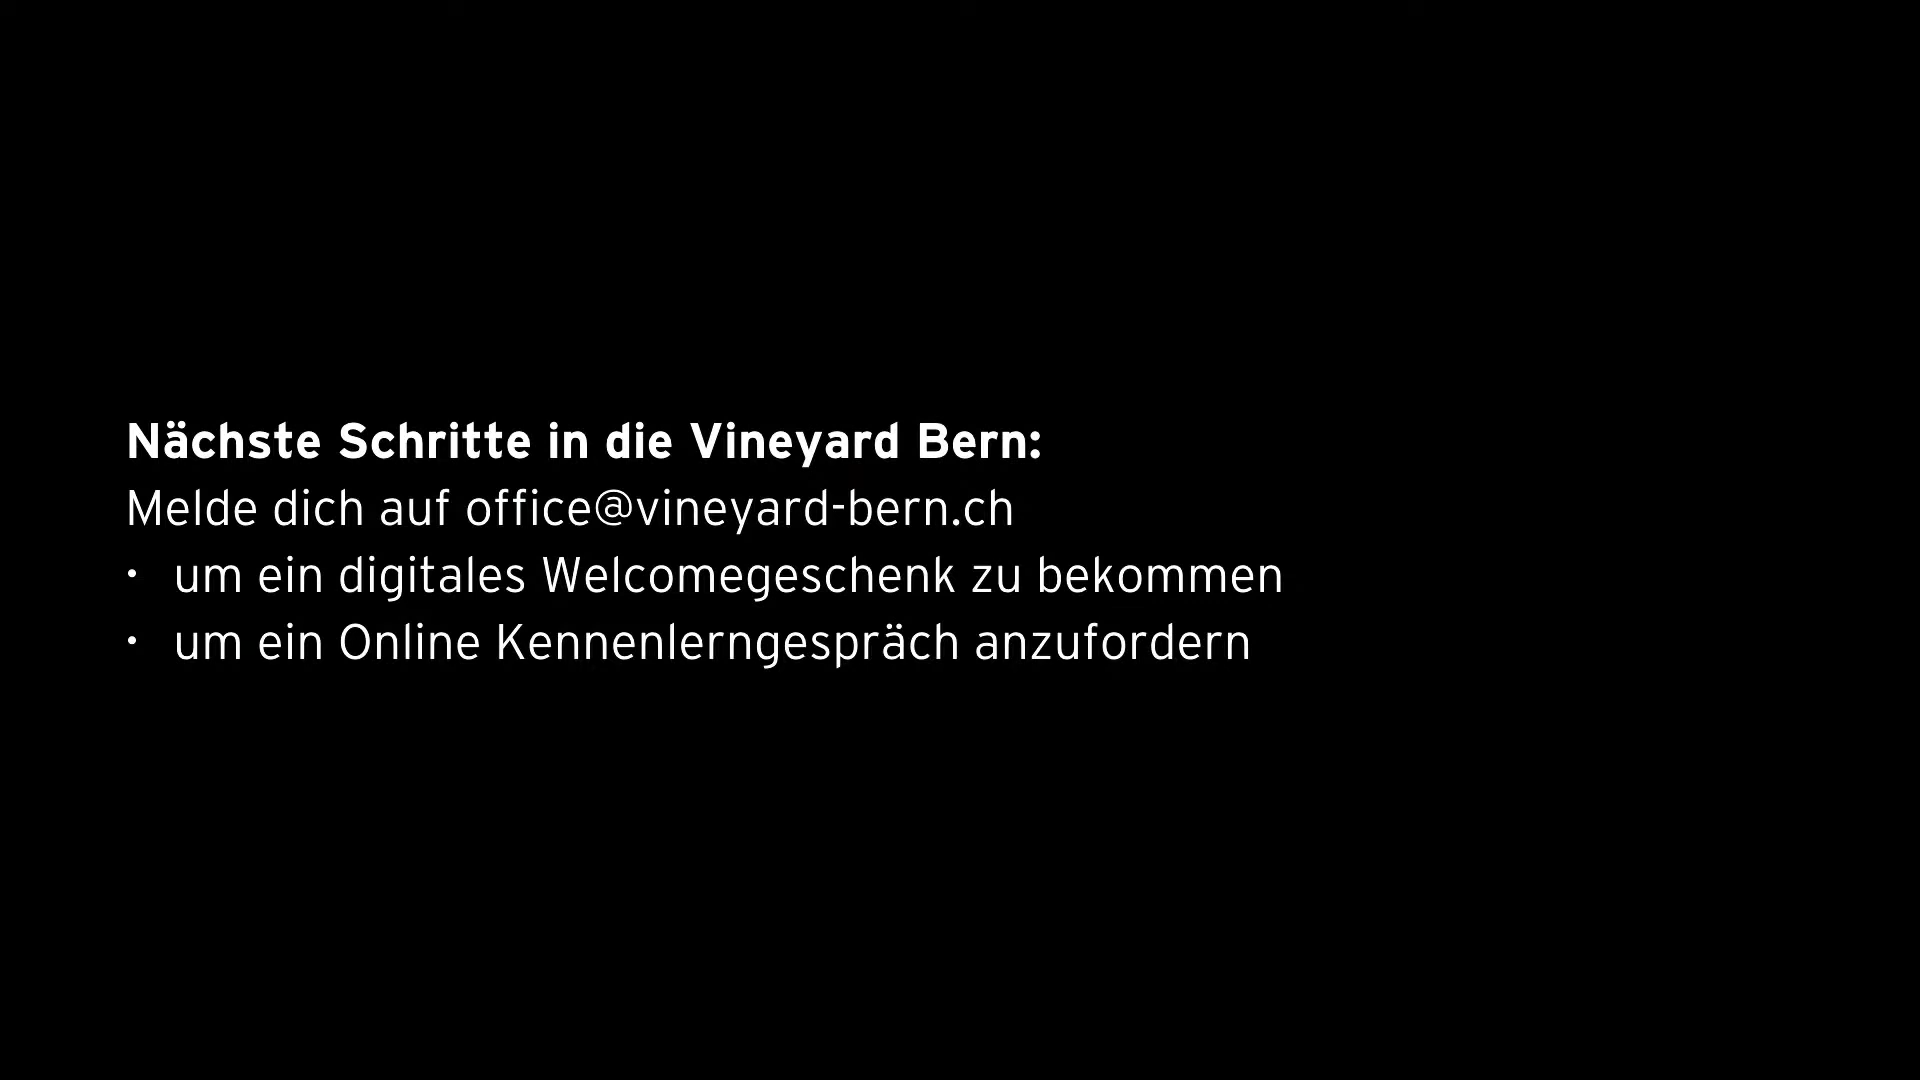 Nächste Schritte in die Vineyard Bern:
Melde dich auf office@vineyard-bern.ch
• um ein digitales Welcomegeschenk zu bekommen
• um ein Online Kennenlerngespräch anzufordern